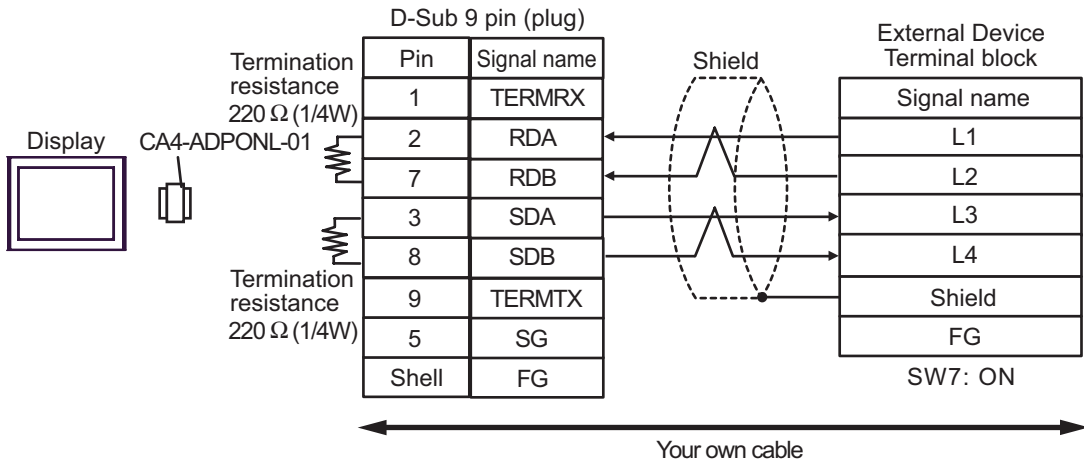 D-Sub 9 pin (plug)
External Device
Terminal block
Termination
resistance
220 Ω (1/4W)
Pin Signal name
Shield
Signal name
1 TERMRX
Display CA4-ADPONL-01
2 RDA
L1
7 RDB
L2
3 SDA
L3
8 SDB
L4
Termination
resistance
220 Ω (1/4W)
9 TERMTX
Shield
5 SG
FG
Shell FG
SW7: ON
Your own cable